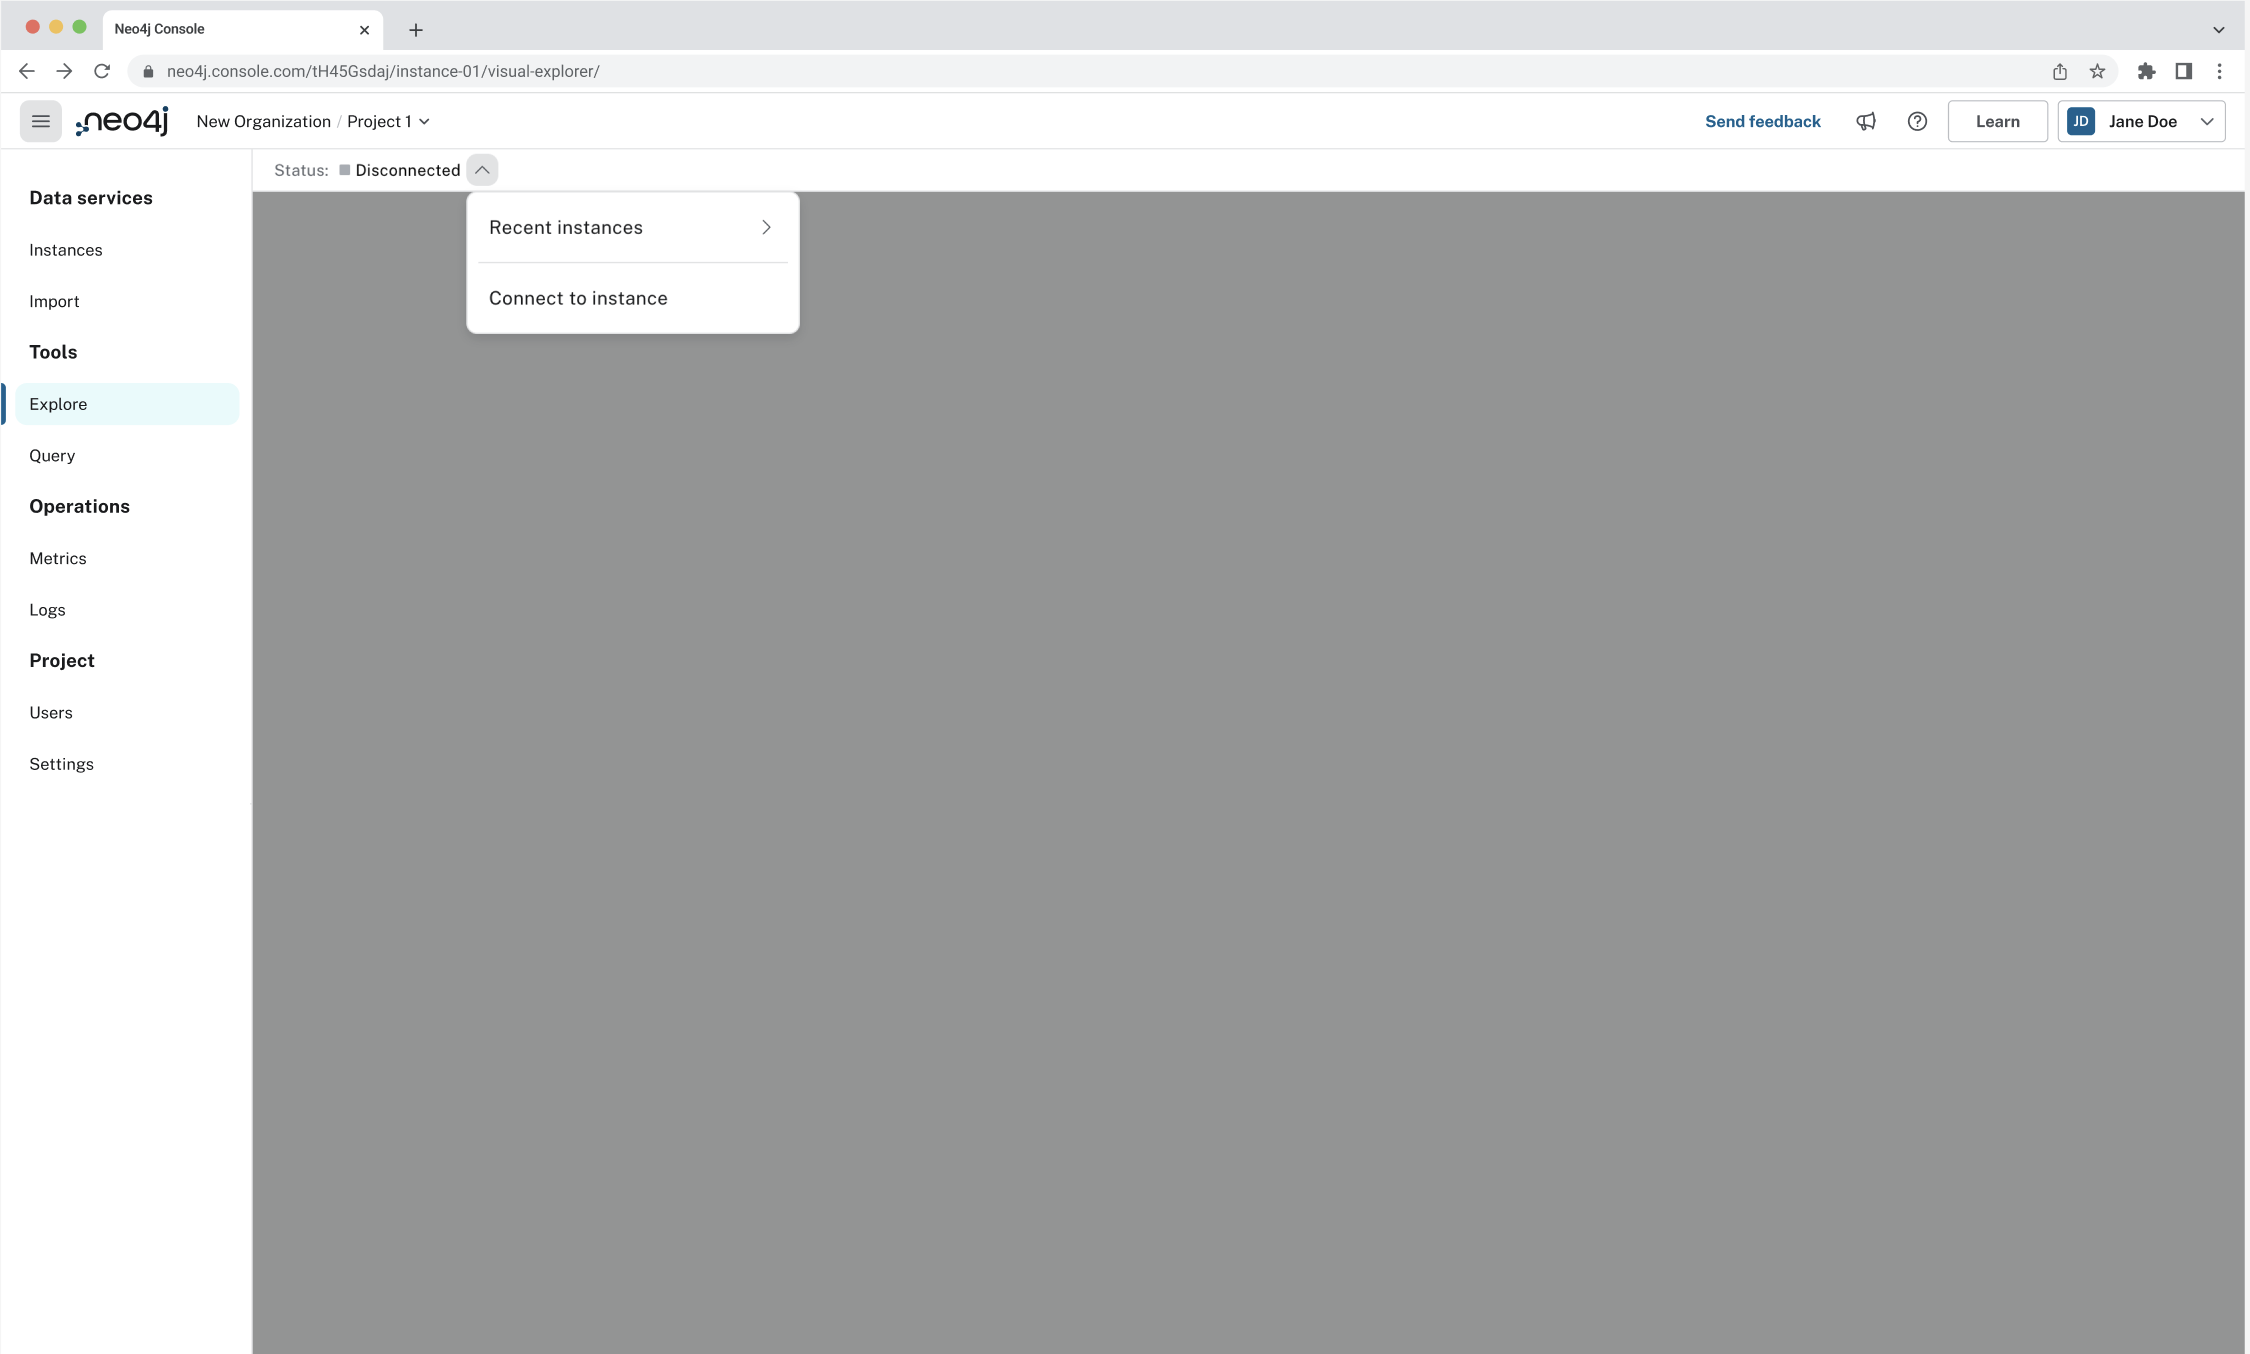 Neo4j Console
neo4j.console.com/tH45Gsdaj/instance-01/visual-explorer/
neo4j New Organization / Project 1 Send feedback Learn JD Jane Doe
Status: Disconnected
Data services
Recent instances
Instances
Connect to instance
Import
Tools
Explore
Query
Operations
Metrics
Logs
Project
Users
Settings